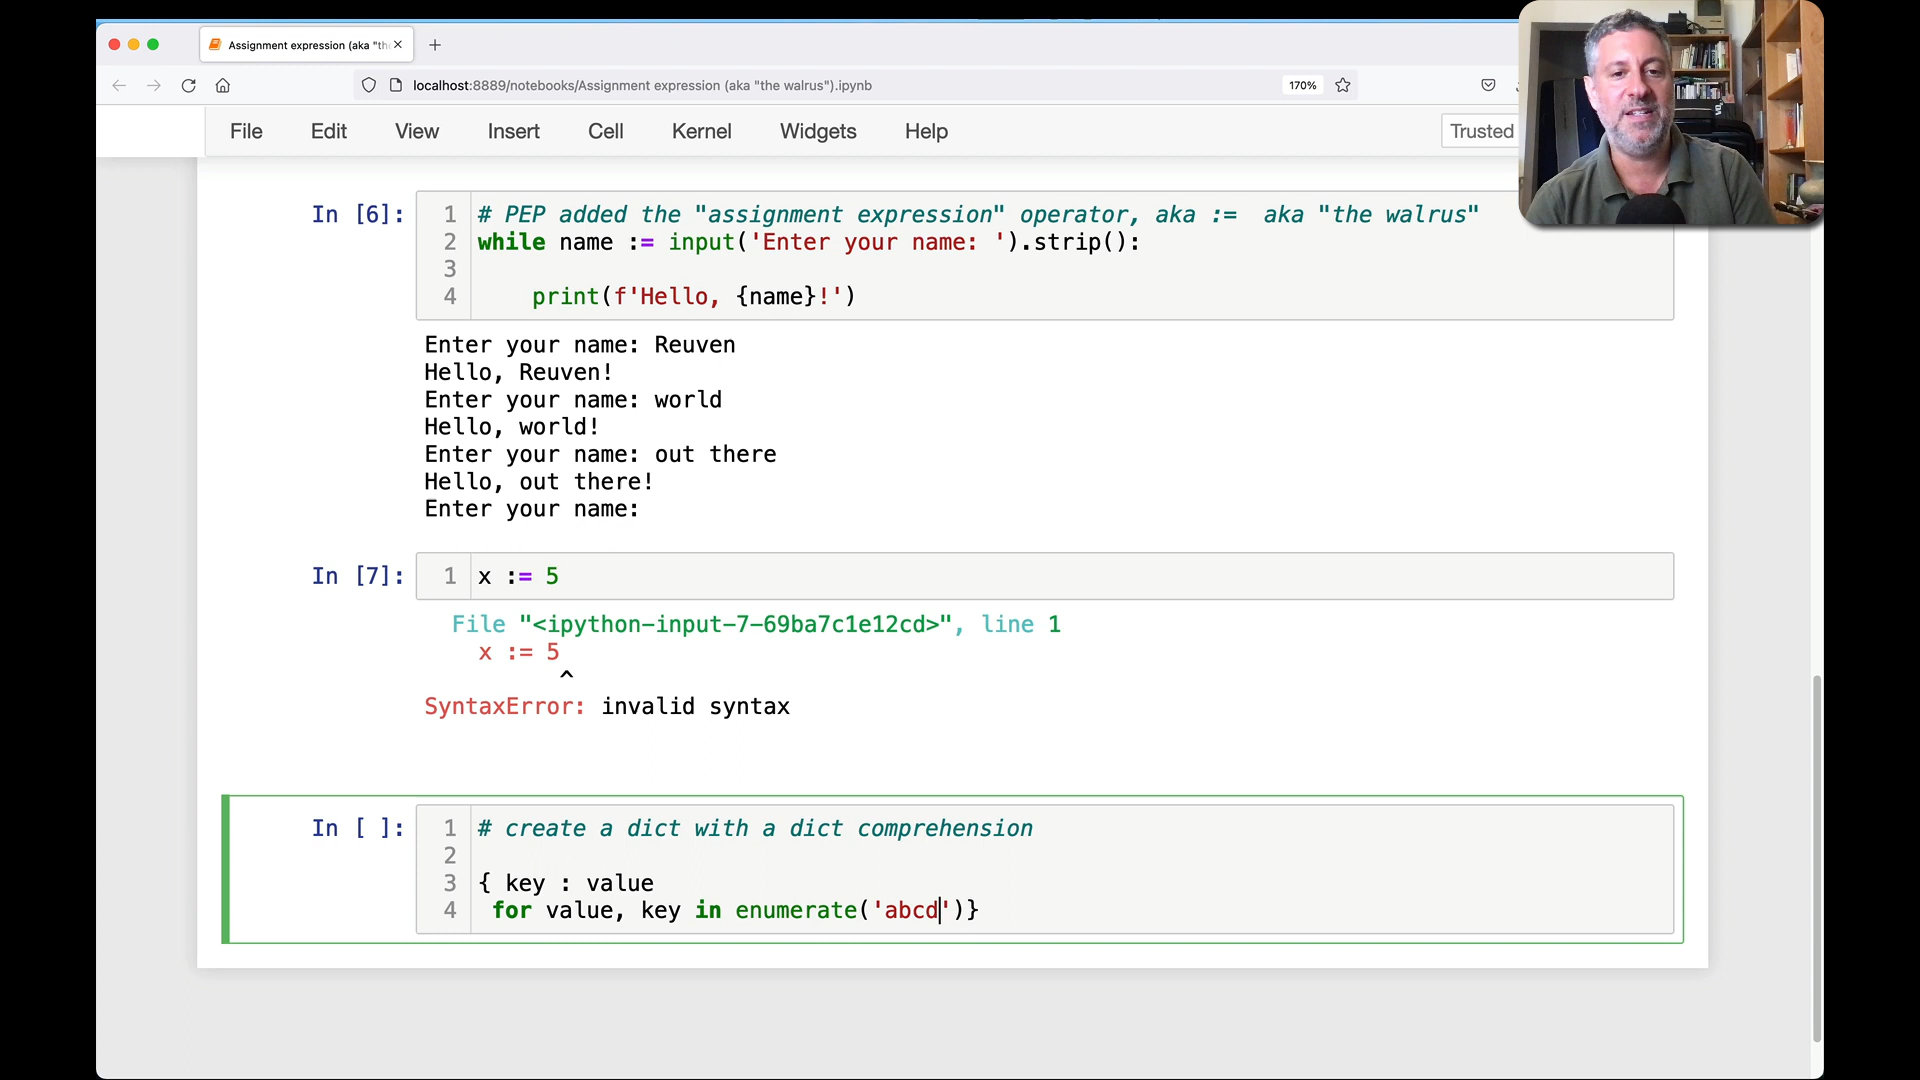 Assignment expression (aka "th
localhost:8889/notebooks/Assignment expression (aka "the walrus").ipynb
170%
File Edit View Insert Cell Kernel Widgets Help
Trusted
In [6]:
1 # PEP added the "assignment expression" operator, aka :=  aka "the walrus"
2 while name := input('Enter your name: ').strip():
3
4     print(f'Hello, {name}!')
Enter your name: Reuven
Hello, Reuven!
Enter your name: world
Hello, world!
Enter your name: out there
Hello, out there!
Enter your name:
In [7]:
1 x := 5
File "<ipython-input-7-69ba7c1e12cd>", line 1
x := 5
^
SyntaxError: invalid syntax
In [ ]:
1 # create a dict with a dict comprehension
2
3 { key : value
4  for value, key in enumerate('abcd')}